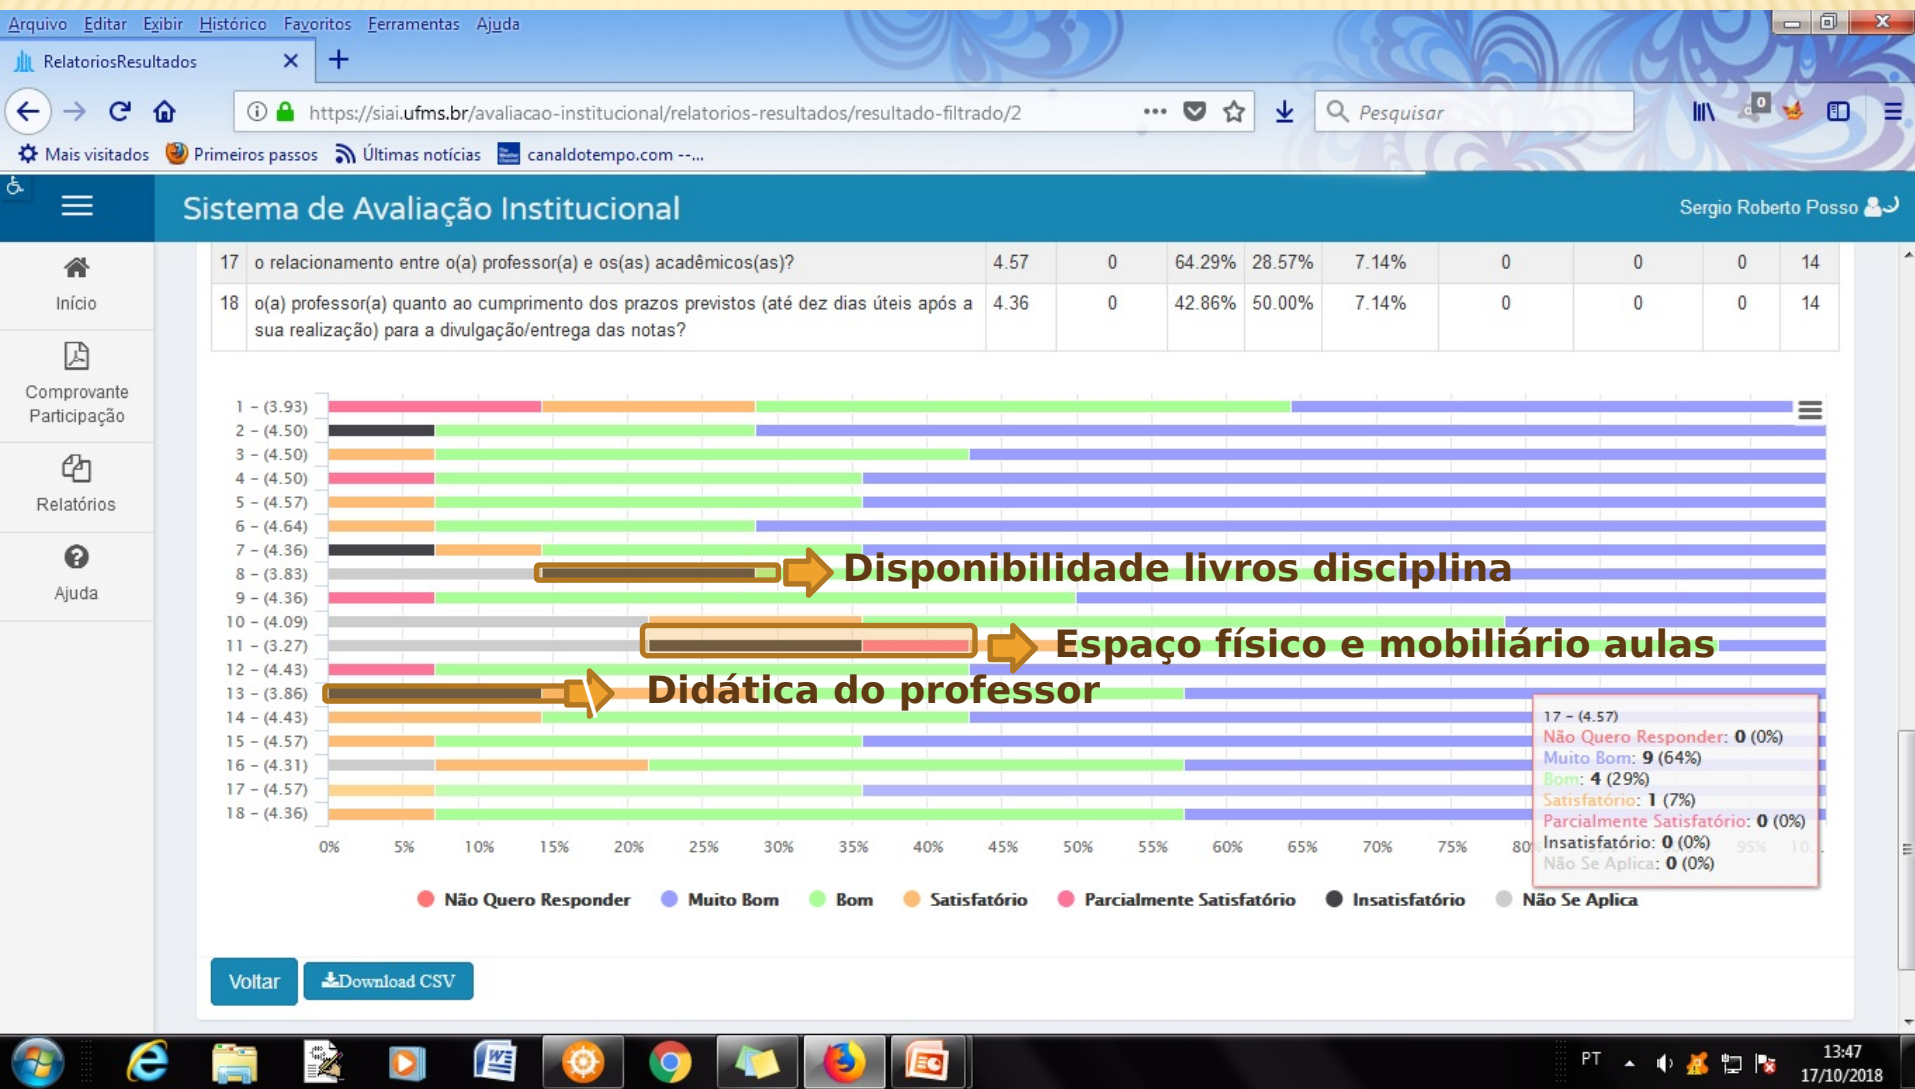 Arquivo Editar Exibir Histórico Favoritos Ferramentas Ajuda
RelatoriosResultados
https://siai.ufms.br/avaliacao-institucional/relatorios-resultados/resultado-filtrado/2
Pesquisar
0
Mais visitados Primeiros passos Últimas notícias canaldotempo.com --...
Sistema de Avaliação Institucional
Sergio Roberto Posso
Início
Comprovante
Participação
Relatórios
Ajuda
17 o relacionamento entre o(a) professor(a) e os(as) acadêmicos(as)? 4.57 0 64.29% 28.57% 7.14% 0 0 0 14
18 o(a) professor(a) quanto ao cumprimento dos prazos previstos (até dez dias úteis após a 4.36 0 42.86% 50.00% 7.14% 0 0 0 14
sua realização) para a divulgação/entrega das notas?
1 - (3.93)
2 - (4.50)
3 - (4.50)
4 - (4.50)
5 - (4.57)
6 - (4.64)
7 - (4.36)
8 - (3.83)
9 - (4.36)
10 - (4.09)
11 - (3.27)
12 - (4.43)
13 - (3.86)
14 - (4.43)
15 - (4.57)
16 - (4.31)
17 - (4.57)
18 - (4.36)
Disponibilidade livros disciplina
Espaço físico e mobiliário aulas
Didática do professor
17 - (4.57)
Não Quero Responder: 0 (0%)
Muito Bom: 9 (64%)
Bom: 4 (29%)
Satisfatório: 1 (7%)
Parcialmente Satisfatório: 0 (0%)
Insatisfatório: 0 (0%)
Não Se Aplica: 0 (0%)
0% 5% 10% 15% 20% 25% 30% 35% 40% 45% 50% 55% 60% 65% 70% 75% 80 95% 10...
Não Quero Responder Muito Bom Bom Satisfatório Parcialmente Satisfatório Insatisfatório Não Se Aplica
Voltar Download CSV
PT
13:47
17/10/2018